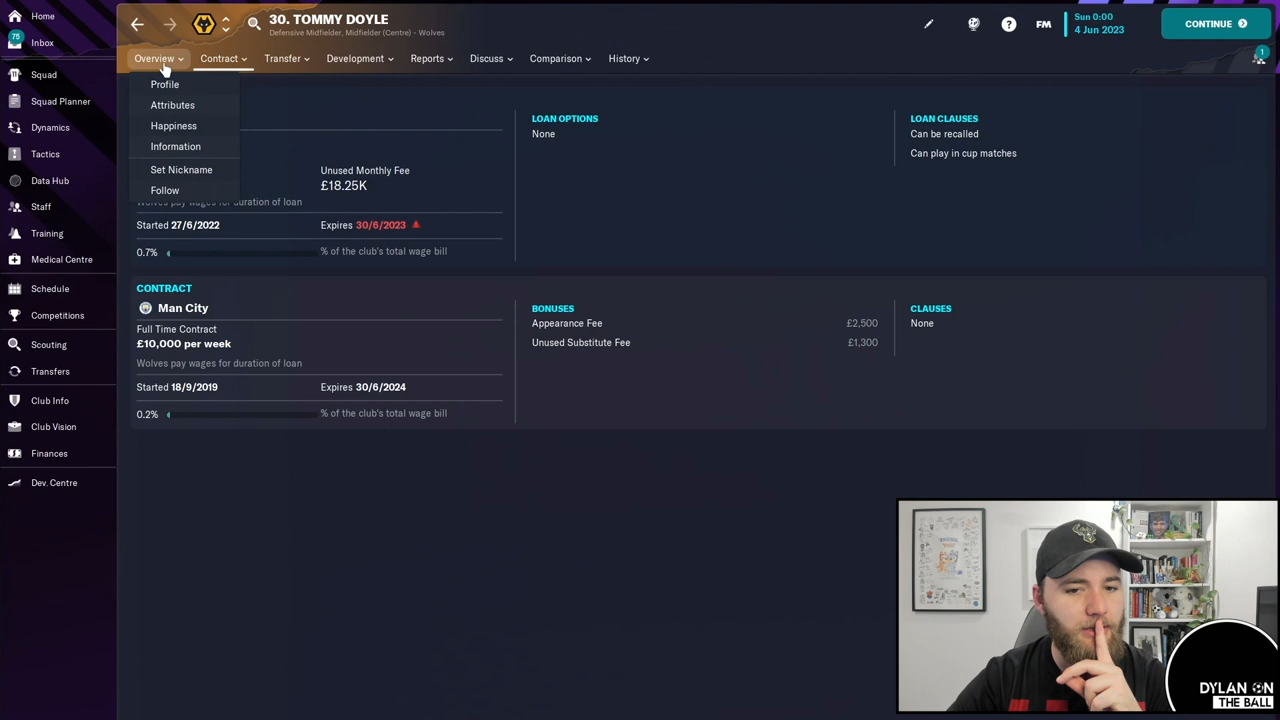 Home
75
Inbox
Squad
Squad Planner
Dynamics
Tactics
Data Hub
Staff
Training
Medical Centre
Schedule
Competitions
Scouting
Transfers
Club Info
Club Vision
Finances
Dev. Centre
30. TOMMY DOYLE
Defensive Midfielder, Midfielder (Centre) - Wolves
FM
Sun 0:00
4 Jun 2023
CONTINUE
Overview
Contract
Transfer
Development
Reports
Discuss
Comparison
History
1
Profile
Attributes
Happiness
Information
Set Nickname
Follow
Unused Monthly Fee
£18.25K
Wolves pay wages for duration of loan
Started 27/6/2022
Expires 30/6/2023
0.7%
% of the club's total wage bill
LOAN OPTIONS
None
LOAN CLAUSES
Can be recalled
Can play in cup matches
CONTRACT
Man City
Full Time Contract
£10,000 per week
Wolves pay wages for duration of loan
Started 18/9/2019
Expires 30/6/2024
0.2%
% of the club's total wage bill
BONUSES
Appearance Fee £2,500
Unused Substitute Fee £1,300
CLAUSES
None
DYLAN ON
THE BALL